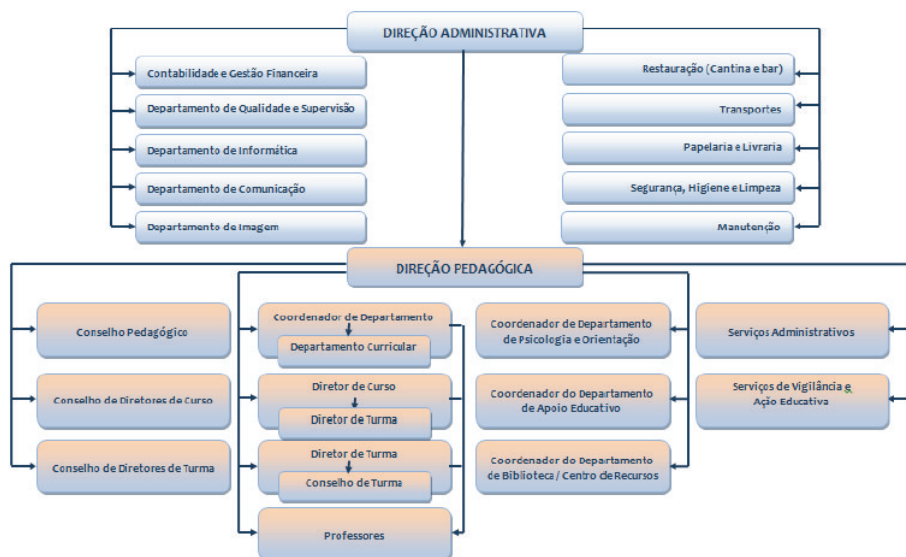 DIREÇÃO ADMINISTRATIVA
Contabilidade e Gestão Financeira
Departamento de Qualidade e Supervisão
Departamento de Informática
Departamento de Comunicação
Departamento de Imagem
Restauração (Cantina e bar)
Transportes
Papelaria e Livraria
Segurança, Higiene e Limpeza
Manutenção
DIREÇÃO PEDAGÓGICA
Conselho Pedagógico
Conselho de Diretores de Curso
Conselho de Diretores de Turma
Coordenador de Departamento
Departamento Curricular
Diretor de Curso
Diretor de Turma
Diretor de Turma
Conselho de Turma
Professores
Coordenador de Departamento
de Psicologia e Orientação
Coordenador do Departamento
de Apoio Educativo
Coordenador do Departamento
de Biblioteca / Centro de Recursos
Serviços Administrativos
Serviços de Vigilância e
Ação Educativa